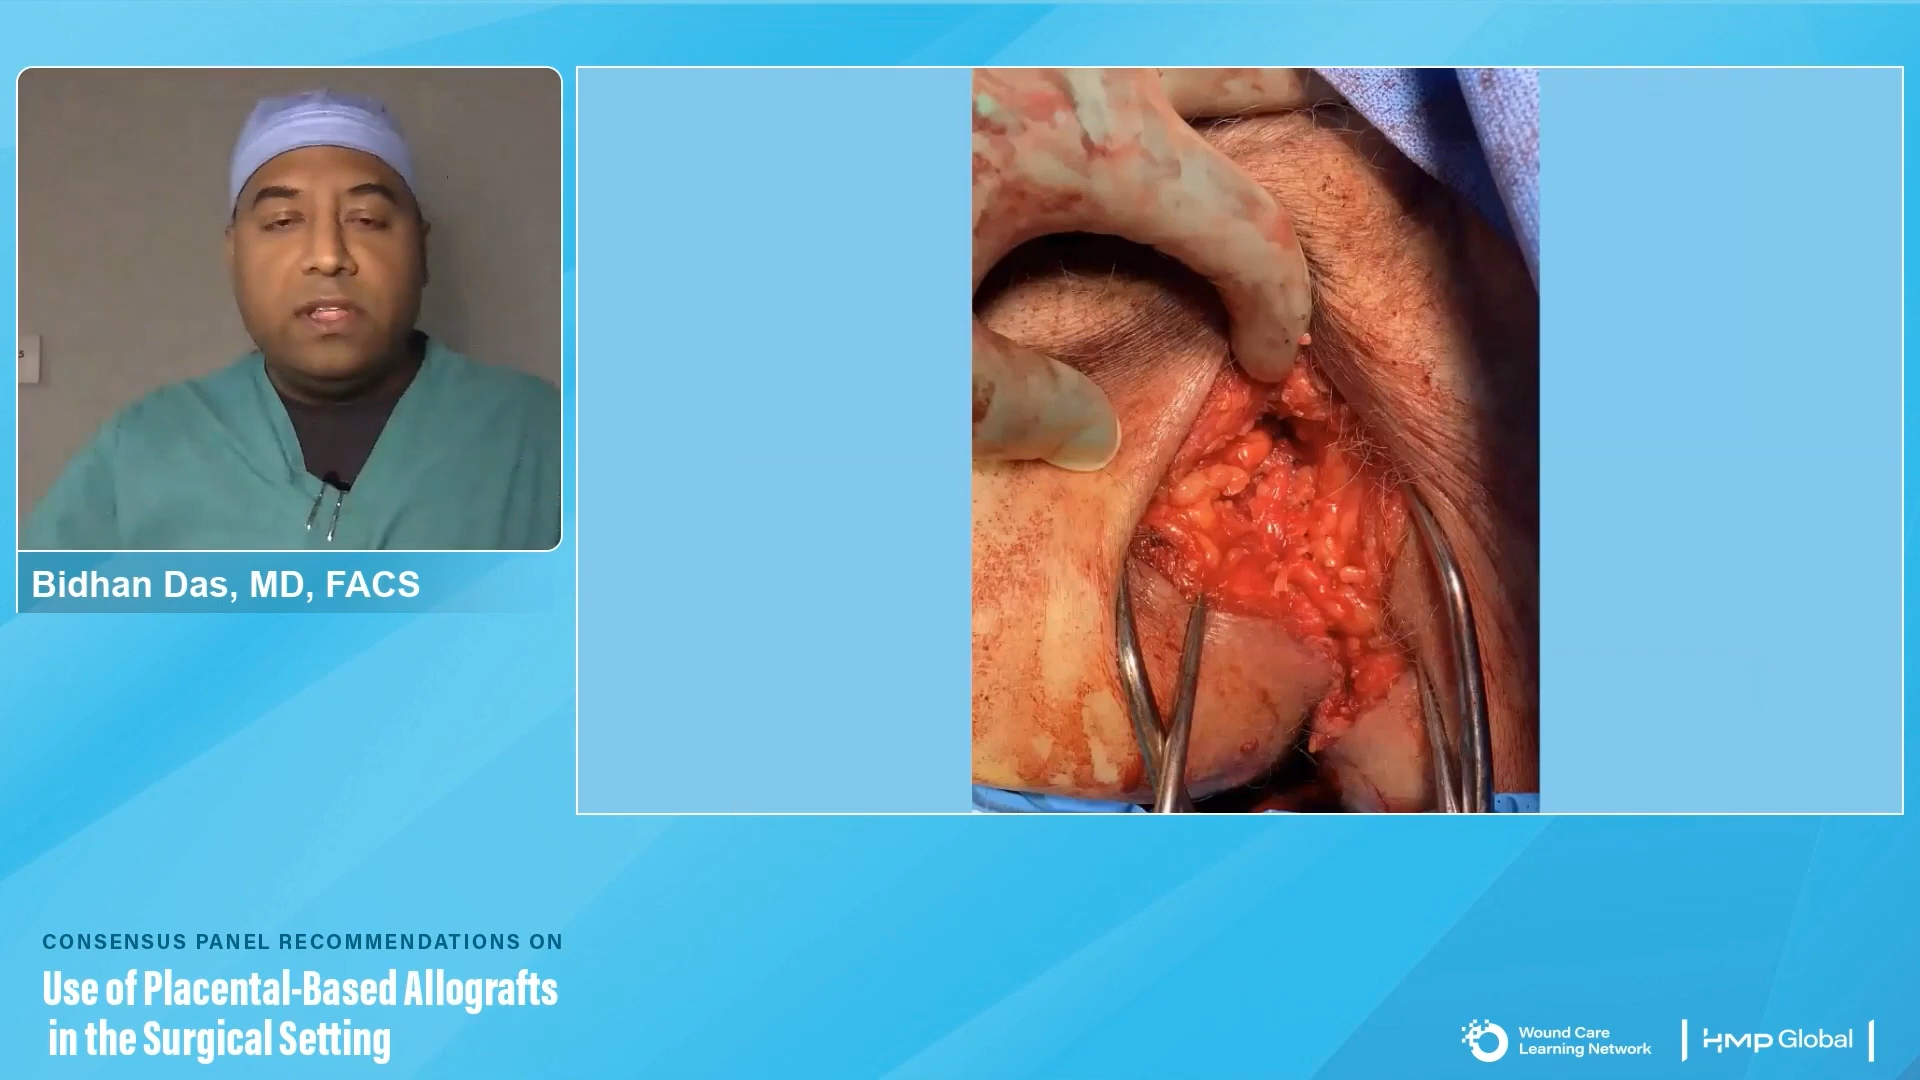 Bidhan Das, MD, FACS
CONSENSUS PANEL RECOMMENDATIONS ON
Use of Placental-Based Allografts
in the Surgical Setting
Wound Care
Learning Network
HMP Global